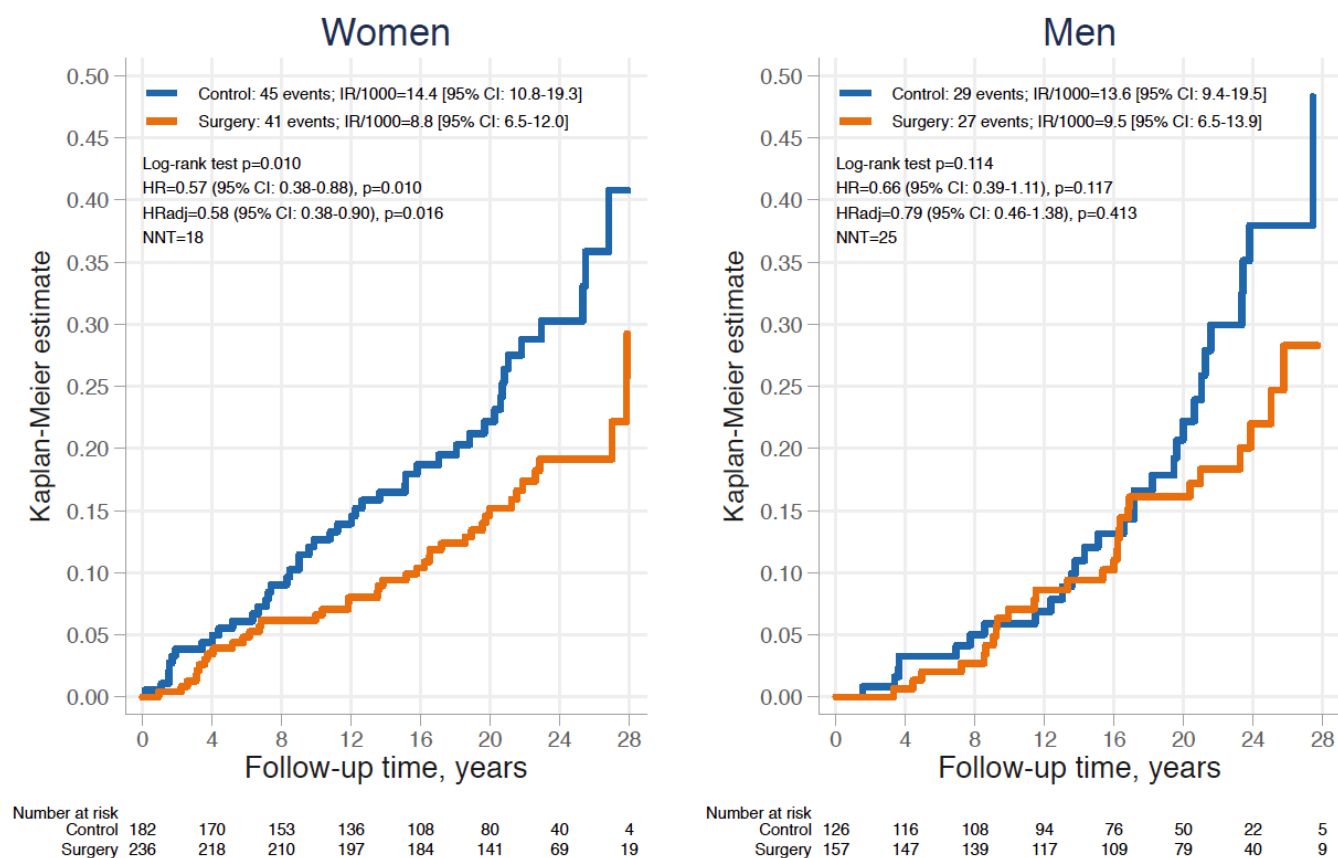 Women
Kaplan-Meier estimate
0.50
0.45
0.40
0.35
0.30
0.25
0.20
0.15
0.10
0.05
0.00
Control: 45 events; IR/1000=14.4 [95% CI: 10.8-19.3]
Surgery: 41 events; IR/1000=8.8 [95% CI: 6.5-12.0]
Log-rank test p=0.010
HR=0.57 (95% CI: 0.38-0.88), p=0.010
HRadj=0.58 (95% CI: 0.38-0.90), p=0.016
NNT=18
0 4 8 12 16 20 24 28
Follow-up time, years
Number at risk
Control 182 170 153 136 108 80 40 4
Surgery 236 218 210 197 184 141 69 19
Men
Kaplan-Meier estimate
0.50
0.45
0.40
0.35
0.30
0.25
0.20
0.15
0.10
0.05
0.00
Control: 29 events; IR/1000=13.6 [95% CI: 9.4-19.5]
Surgery: 27 events; IR/1000=9.5 [95% CI: 6.5-13.9]
Log-rank test p=0.114
HR=0.66 (95% CI: 0.39-1.11), p=0.117
HRadj=0.79 (95% CI: 0.46-1.38), p=0.413
NNT=25
0 4 8 12 16 20 24 28
Follow-up time, years
Number at risk
Control 126 116 108 94 76 50 22 5
Surgery 157 147 139 117 109 79 40 9